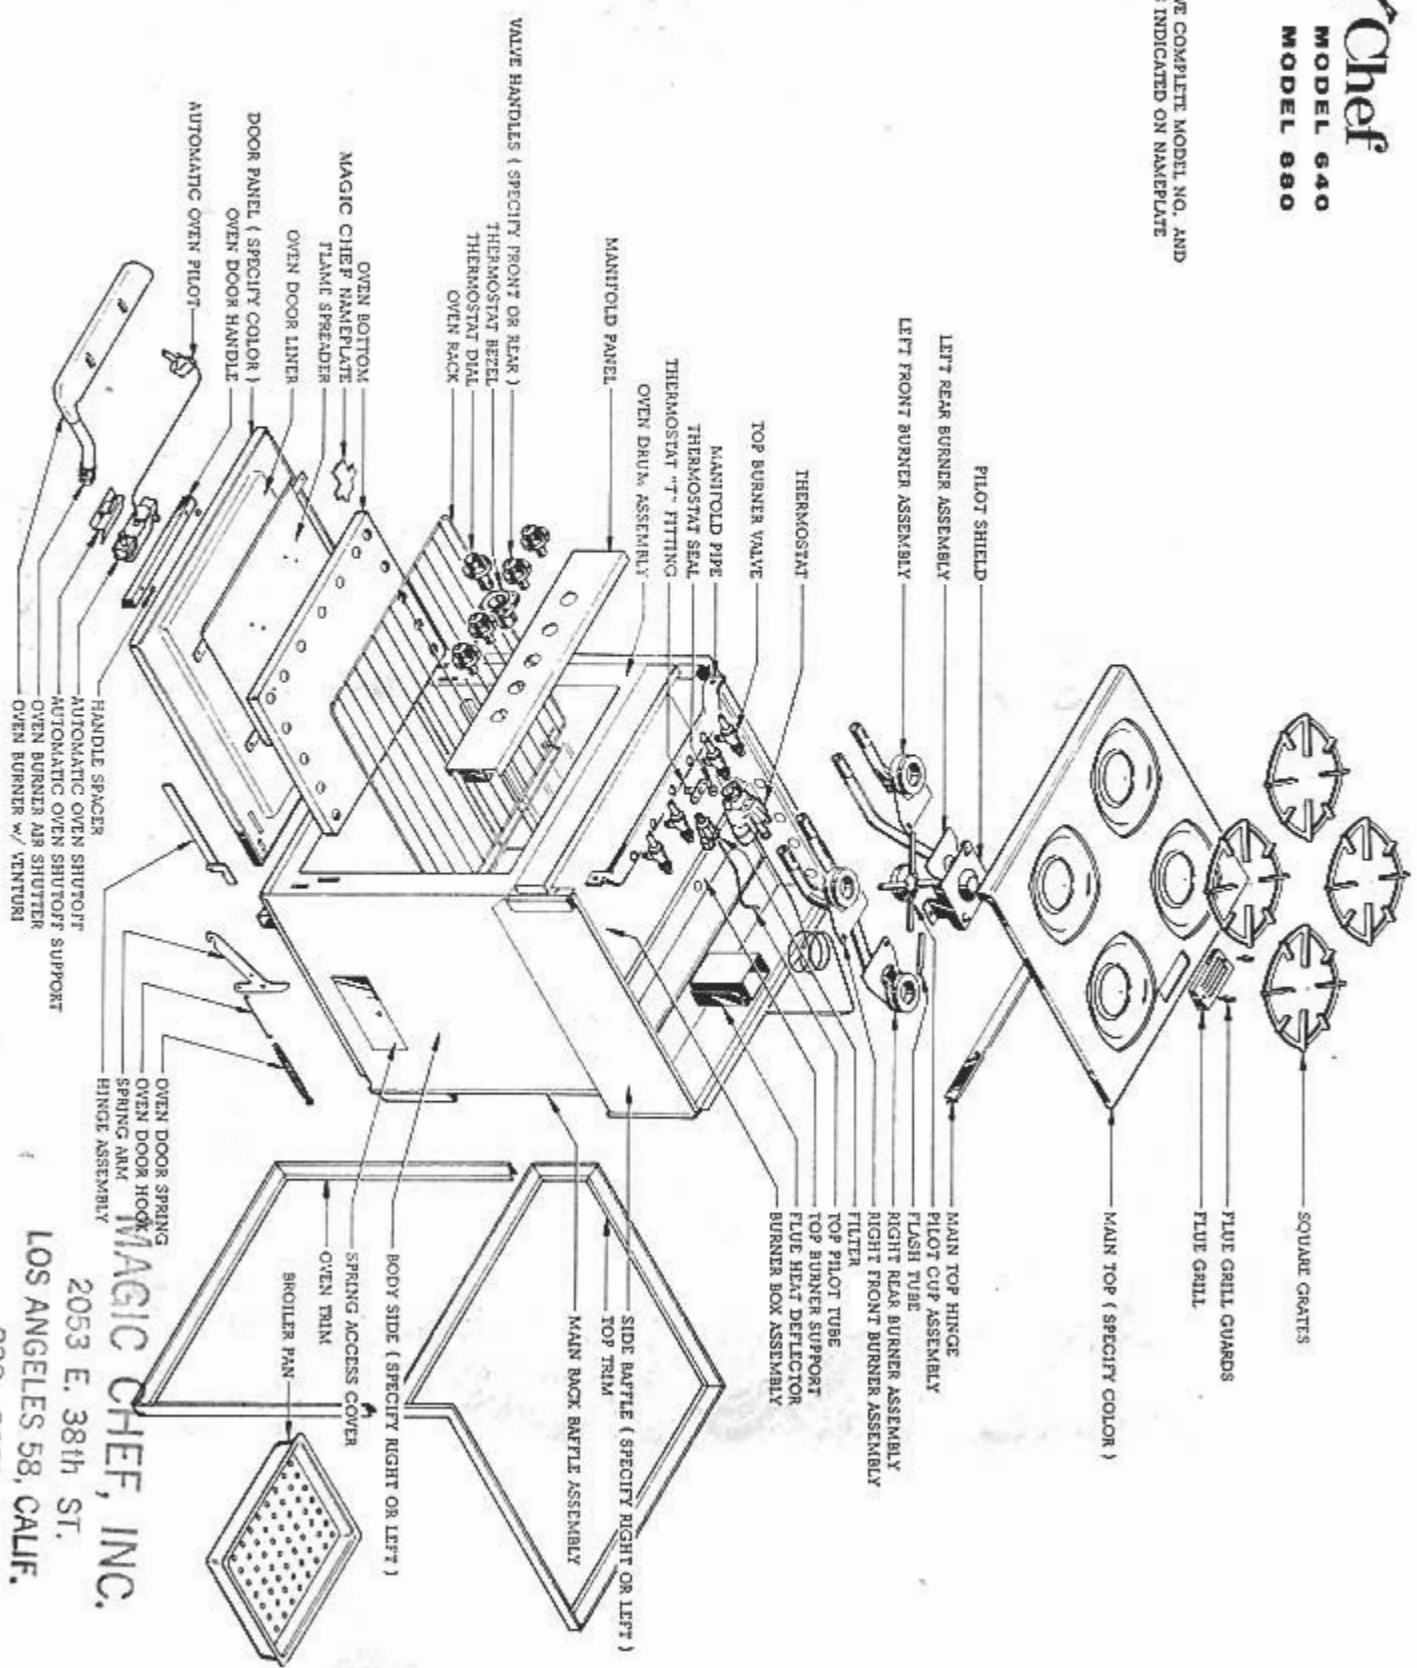 Chef
MODEL 640
MODEL 880
COMPLETE MODEL NO. AND
INDICATED ON NAMEPLATE
SQUARE GRATES
FLUE GRILL GUARDS
FLUE GRILL
MAIN TOP ( SPECIFY COLOR )
PILOT SHIELD
LEFT REAR BURNER ASSEMBLY
LEFT FRONT BURNER ASSEMBLY
MAIN TOP HINGE
PILOT CUP ASSEMBLY
FLASH TUBE
RIGHT REAR BURNER ASSEMBLY
RIGHT FRONT BURNER ASSEMBLY
FILTER
TOP PILOT TUBE
TOP BURNER SUPPORT
FLUE HEAT DEFLECTOR
BURNER BOX ASSEMBLY
THERMOSTAT
TOP BURNER VALVE
MANIFOLD PIPE
THERMOSTAT SEAL
THERMOSTAT "T" FITTING
OVEN DRUM ASSEMBLY
MANIFOLD PANEL
SIDE BAFFLE ( SPECIFY RIGHT OR LEFT )
TOP TRIM
MAIN BACK BAFFLE ASSEMBLY
VALVE HANDLES ( SPECIFY FRONT OR REAR )
THERMOSTAT BEZEL
THERMOSTAT DIAL
OVEN RACK
OVEN BOTTOM
MAGIC CHEF NAMEPLATE
FLAME SPREADER
OVEN DOOR LINER
DOOR PANEL ( SPECIFY COLOR )
OVEN DOOR HANDLE
AUTOMATIC OVEN PILOT
BODY SIDE ( SPECIFY RIGHT OR LEFT )
SPRING ACCESS COVER
OVEN TRIM
BROILER PAN
OVEN DOOR SPRING
OVEN DOOR HOOK
SPRING ARM
HINGE ASSEMBLY
HANDLE SPACER
AUTOMATIC OVEN SHUTOFF
AUTOMATIC OVEN SHUTOFF SUPPORT
OVEN BURNER AIR SHUTTER
OVEN BURNER W/ VENTURI
MAGIC CHEF, INC.
2053 E. 38th ST.
LOS ANGELES 58, CALIF.